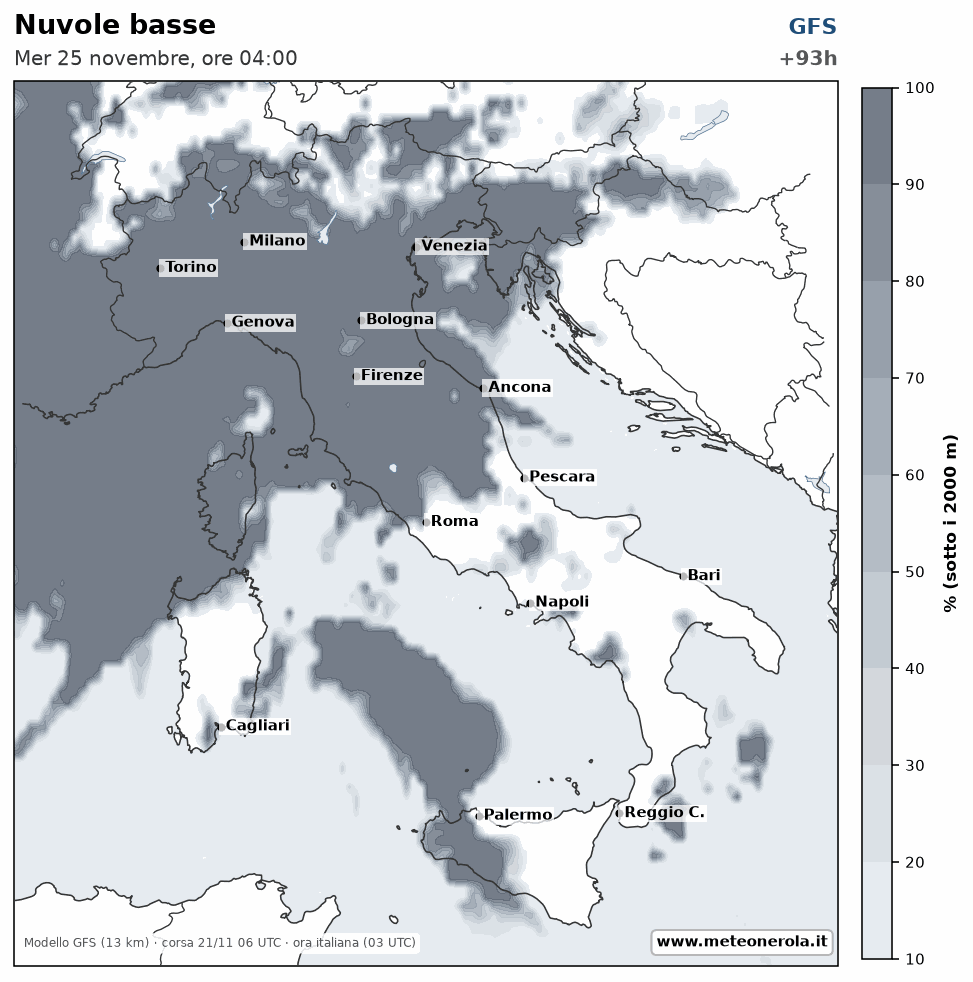 Nuvole basse
GFS
Mer 25 novembre, ore 04:00
+93h
100
90
80
70
60
50
40
30
20
10
% (sotto i 2000 m)
Milano
Venezia
Torino
Genova
Bologna
Firenze
Ancona
Pescara
Roma
Bari
Napoli
Cagliari
Palermo
Reggio C.
Modello GFS (13 km) · corsa 21/11 06 UTC · ora italiana (03 UTC)
www.meteonerola.it